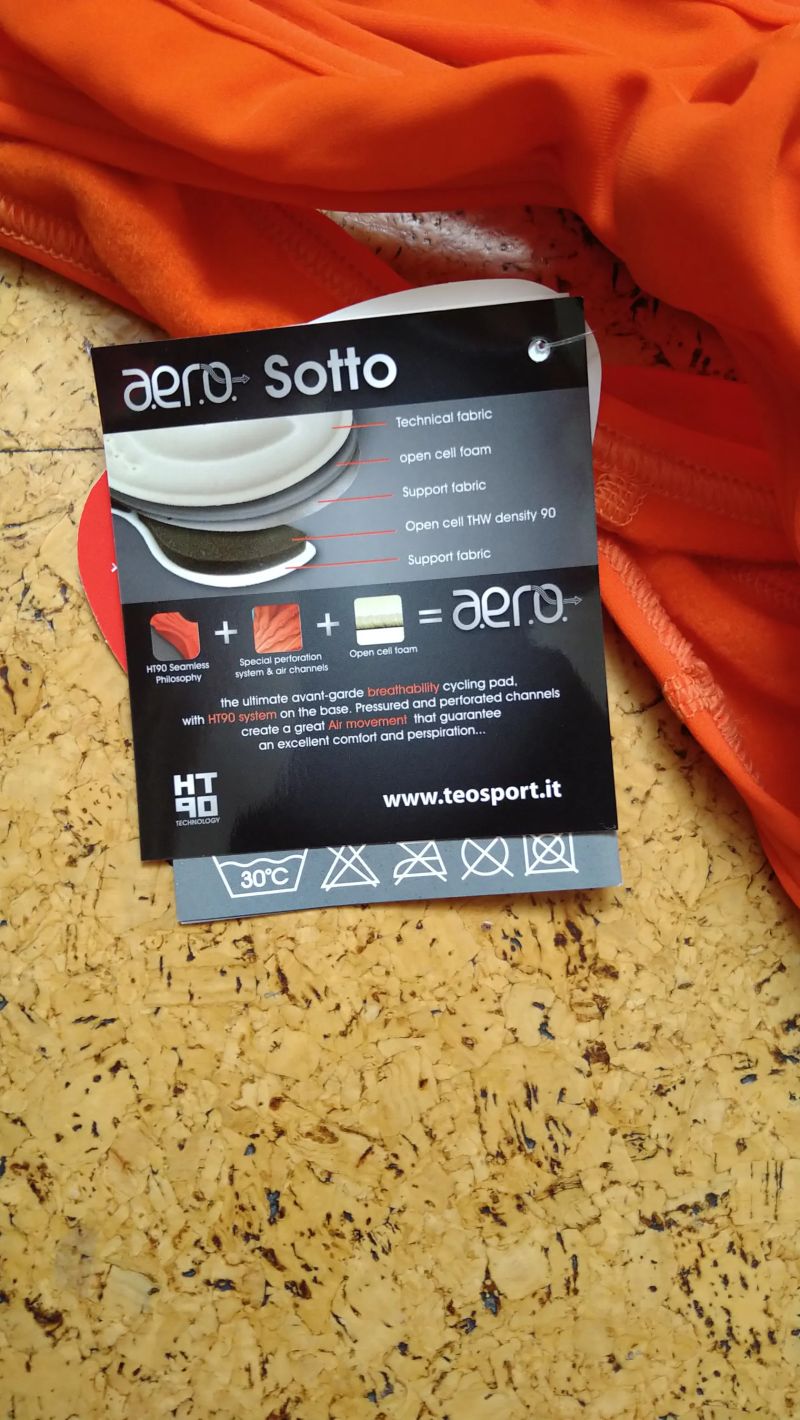 a.e.r.o. Sotto
Technical fabric
open cell foam
Support fabric
Open cell THW density 90
Support fabric
HT90 Seamless
Philosophy
+
Special perforation
system & air channels
+
Open cell foam
= a.e.r.o.
the ultimate avant-garde breathability cycling pad,
with HT90 system on the base. Pressured and perforated channels
create a great Air movement that guarantee
an excellent comfort and perspiration...
HT
90
TECHNOLOGY
www.teosport.it
30°C